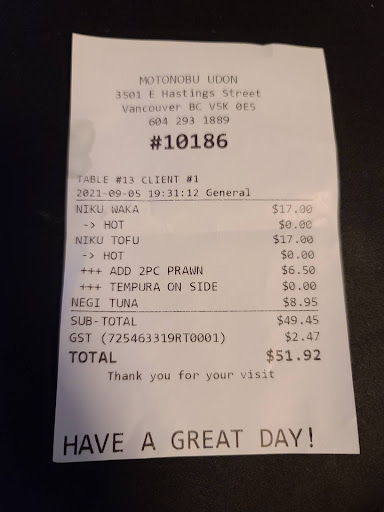 MOTONOBU UDON
3501 E Hastings Street
Vancouver BC V5K 0E5
604 293 1889
#10186
TABLE #13 CLIENT #1
2021-09-05 19:31:12 General
NIKU WAKA $17.00
-> HOT $0.00
NIKU TOFU $17.00
-> HOT $0.00
+++ ADD 2PC PRAWN $6.50
+++ TEMPURA ON SIDE $0.00
NEGI TUNA $8.95
SUB-TOTAL $49.45
GST (725463319RT0001) $2.47
TOTAL $51.92
Thank you for your visit
HAVE A GREAT DAY!